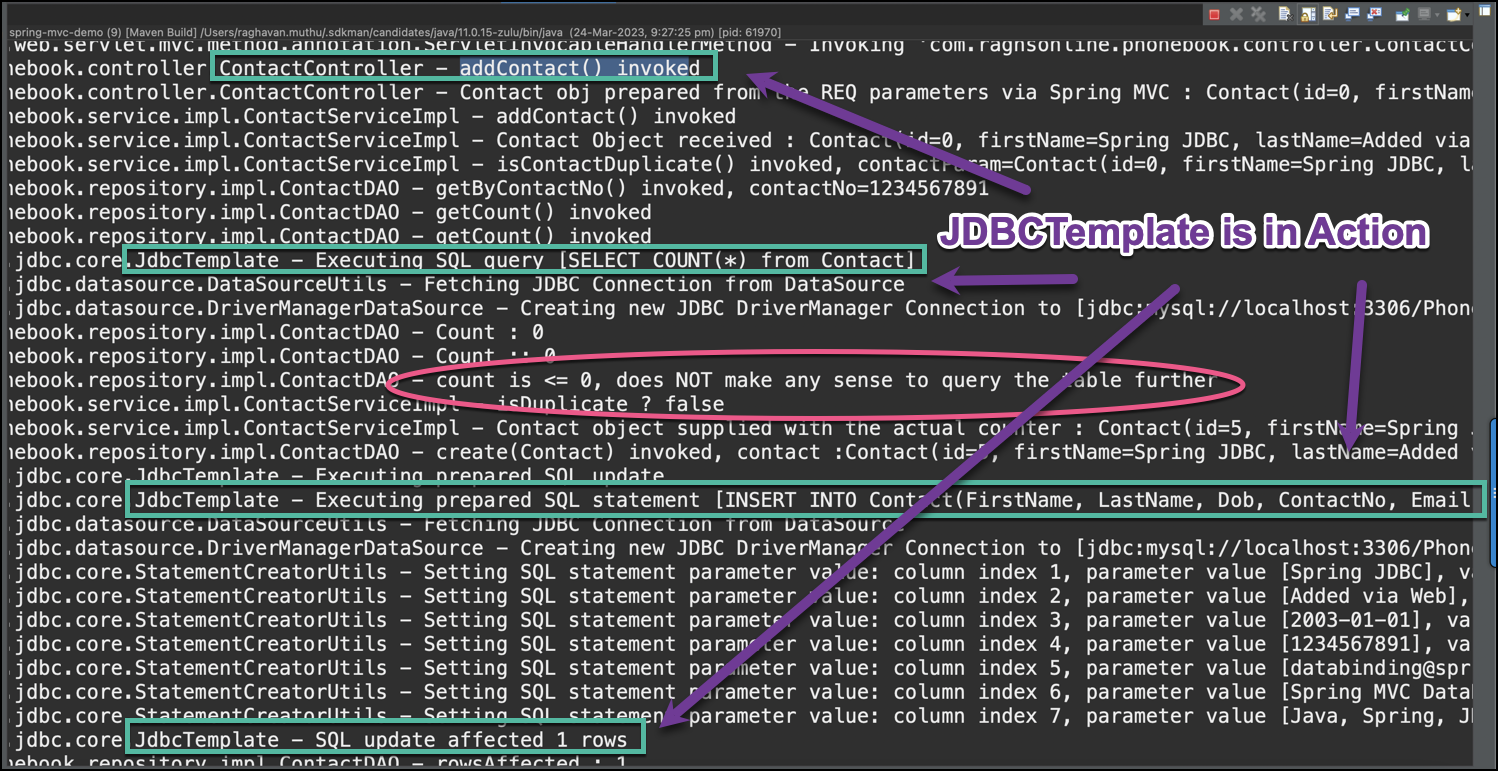 spring-mvc-demo (9) [Maven Build] /Users/raghavan.muthu/.sdkman/candidates/java/11.0.15-zulu/bin/java (24-Mar-2023, 9:27:25 pm) [pid: 61970]
.web.servlet.mvc.method.annotation.ServletInvocableHandlerMethod – Invoking 'com.raghsonline.phonebook.controller.ContactCo
nebook.controller.ContactController – addContact() invoked
nebook.controller.ContactController – Contact obj prepared from the REQ parameters via Spring MVC : Contact(id=0, firstName
nebook.service.impl.ContactServiceImpl – addContact() invoked
nebook.service.impl.ContactServiceImpl – Contact Object received : Contact(id=0, firstName=Spring JDBC, lastName=Added via
nebook.service.impl.ContactServiceImpl – isContactDuplicate() invoked, contactParam=Contact(id=0, firstName=Spring JDBC, la
nebook.repository.impl.ContactDAO – getByContactNo() invoked, contactNo=1234567891
nebook.repository.impl.ContactDAO – getCount() invoked
JDBCTemplate is in Action
nebook.repository.impl.ContactDAO – getCount() invoked
.jdbc.core.JdbcTemplate – Executing SQL query [SELECT COUNT(*) from Contact]
.jdbc.datasource.DataSourceUtils – Fetching JDBC Connection from DataSource
.jdbc.datasource.DriverManagerDataSource – Creating new JDBC DriverManager Connection to [jdbc:mysql://localhost:3306/Phon
nebook.repository.impl.ContactDAO – Count : 0
nebook.repository.impl.ContactDAO – Count :: 0
nebook.repository.impl.ContactDAO – count is <= 0, does NOT make any sense to query the table further
nebook.service.impl.ContactServiceImpl – isDuplicate ? false
nebook.service.impl.ContactServiceImpl – Contact object supplied with the actual counter : Contact(id=5, firstName=Spring
nebook.repository.impl.ContactDAO – create(Contact) invoked, contact :Contact(id=5, firstName=Spring JDBC, lastName=Added v
.jdbc.core.JdbcTemplate – Executing prepared SQL update
.jdbc.core.JdbcTemplate – Executing prepared SQL statement [INSERT INTO Contact(FirstName, LastName, Dob, ContactNo, Email
.jdbc.datasource.DataSourceUtils – Fetching JDBC Connection from DataSource
.jdbc.datasource.DriverManagerDataSource – Creating new JDBC DriverManager Connection to [jdbc:mysql://localhost:3306/Phon
.jdbc.core.StatementCreatorUtils – Setting SQL statement parameter value: column index 1, parameter value [Spring JDBC], va
.jdbc.core.StatementCreatorUtils – Setting SQL statement parameter value: column index 2, parameter value [Added via Web],
.jdbc.core.StatementCreatorUtils – Setting SQL statement parameter value: column index 3, parameter value [2003-01-01], va
.jdbc.core.StatementCreatorUtils – Setting SQL statement parameter value: column index 4, parameter value [1234567891], va
.jdbc.core.StatementCreatorUtils – Setting SQL statement parameter value: column index 5, parameter value [databinding@spr
.jdbc.core.StatementCreatorUtils – Setting SQL statement parameter value: column index 6, parameter value [Spring MVC Data
.jdbc.core.StatementCreatorUtils – Setting SQL statement parameter value: column index 7, parameter value [Java, Spring, J
.jdbc.core.JdbcTemplate – SQL update affected 1 rows
nebook.repository.impl.ContactDAO – rowsAffected : 1